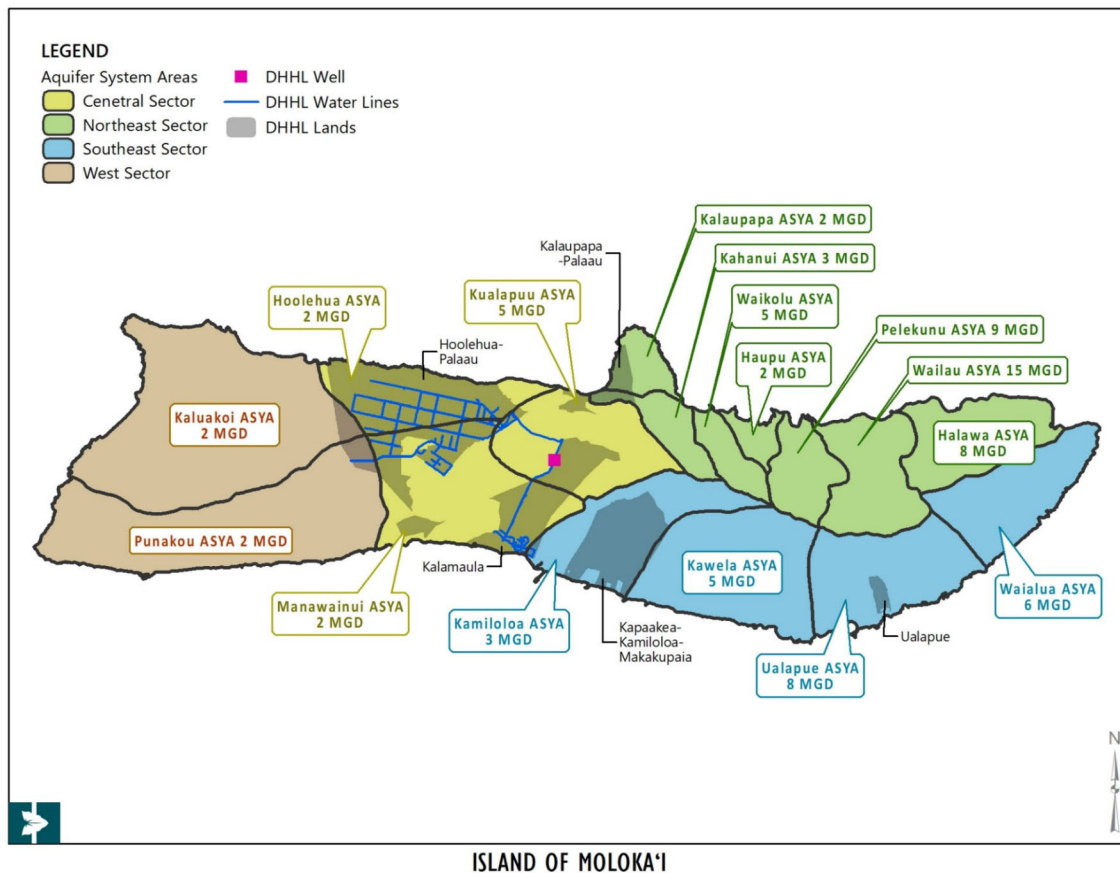 LEGEND
Aquifer System Areas
Cenetral Sector
Northeast Sector
Southeast Sector
West Sector
DHHL Well
DHHL Water Lines
DHHL Lands
Kalaupapa ASYA 2 MGD
Kalaupapa
-Palaau
Kahanui ASYA 3 MGD
Hoolehua ASYA
2 MGD
Kualapuu ASYA
5 MGD
Waikolu ASYA
5 MGD
Pelekunu ASYA 9 MGD
Hoolehua-
Palaau
Haupu ASYA
2 MGD
Wailau ASYA 15 MGD
Kaluakoi ASYA
2 MGD
Halawa ASYA
8 MGD
Punakou ASYA 2 MGD
Kalamaula
Kawela ASYA
5 MGD
Waialua ASYA
6 MGD
Manawainui ASYA
2 MGD
Kamiloloa ASYA
3 MGD
Kapaakea-
Kamiloloa-
Makakupaia
Ualapue
Ualapue ASYA
8 MGD
N
ISLAND OF MOLOKAʻI